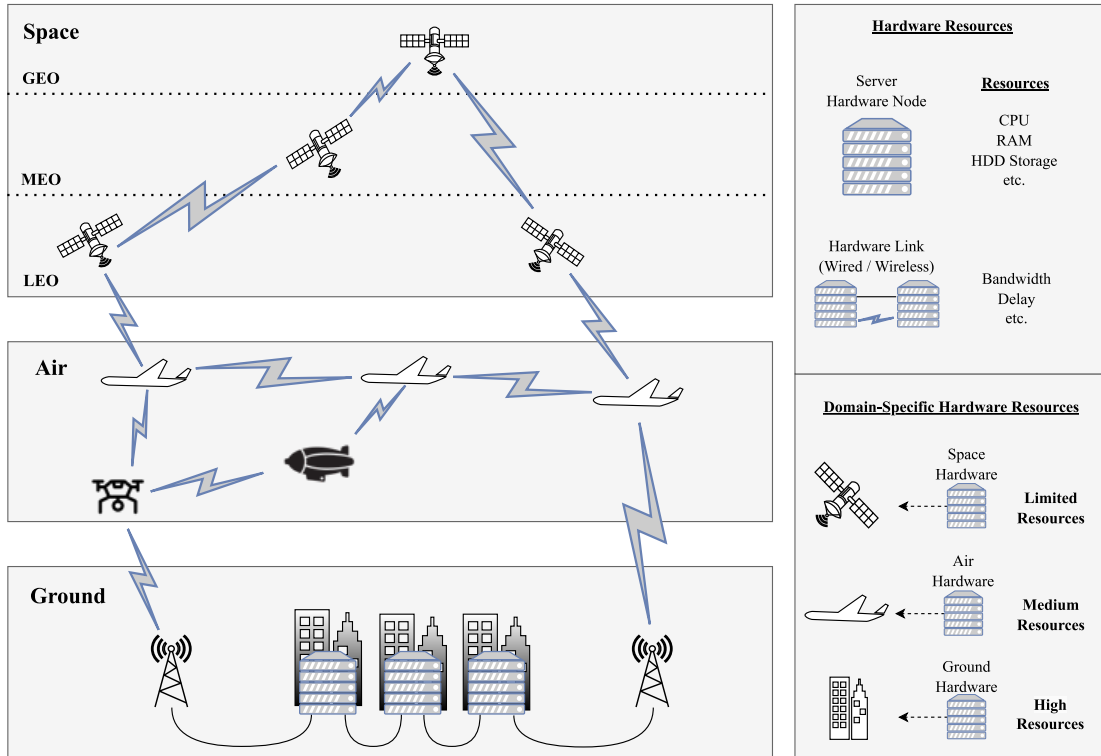 Space
GEO
MEO
LEO
Air
Ground
Hardware Resources
Server
Hardware Node
Resources
CPU
RAM
HDD Storage
etc.
Hardware Link
(Wired / Wireless)
Bandwidth
Delay
etc.
Domain-Specific Hardware Resources
Space
Hardware
Limited
Resources
Air
Hardware
Medium
Resources
Ground
Hardware
High
Resources